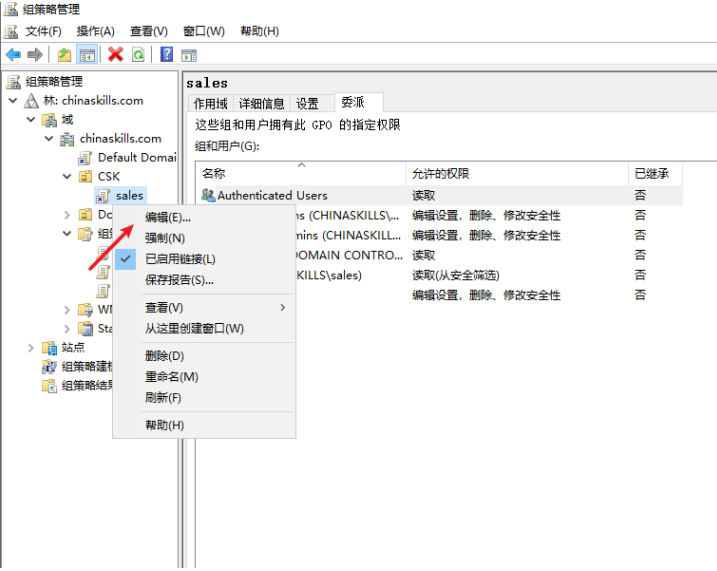 组策略管理
文件(F) 操作(A) 查看(V) 窗口(W) 帮助(H)
组策略管理
林: chinaskills.com
域
chinaskills.com
Default Domai
CSK
sales
Do
组
WM
Sta
站点
组策略建模
组策略结果
编辑(E)...
强制(N)
已启用链接(L)
保存报告(S)...
查看(V)
从这里创建窗口(W)
删除(D)
重命名(M)
刷新(F)
帮助(H)
sales
作用域 详细信息 设置 委派
这些组和用户拥有此 GPO 的指定权限
组和用户(G):
名称 允许的权限 已继承
Authenticated Users 读取 否
ns (CHINASKILLS\... 编辑设置，删除、修改安全性 否
mins (CHINASKILL... 编辑设置，删除、修改安全性 否
DOMAIN CONTRO... 读取 否
KILLS\sales) 读取(从安全筛选) 否
编辑设置，删除、修改安全性 否